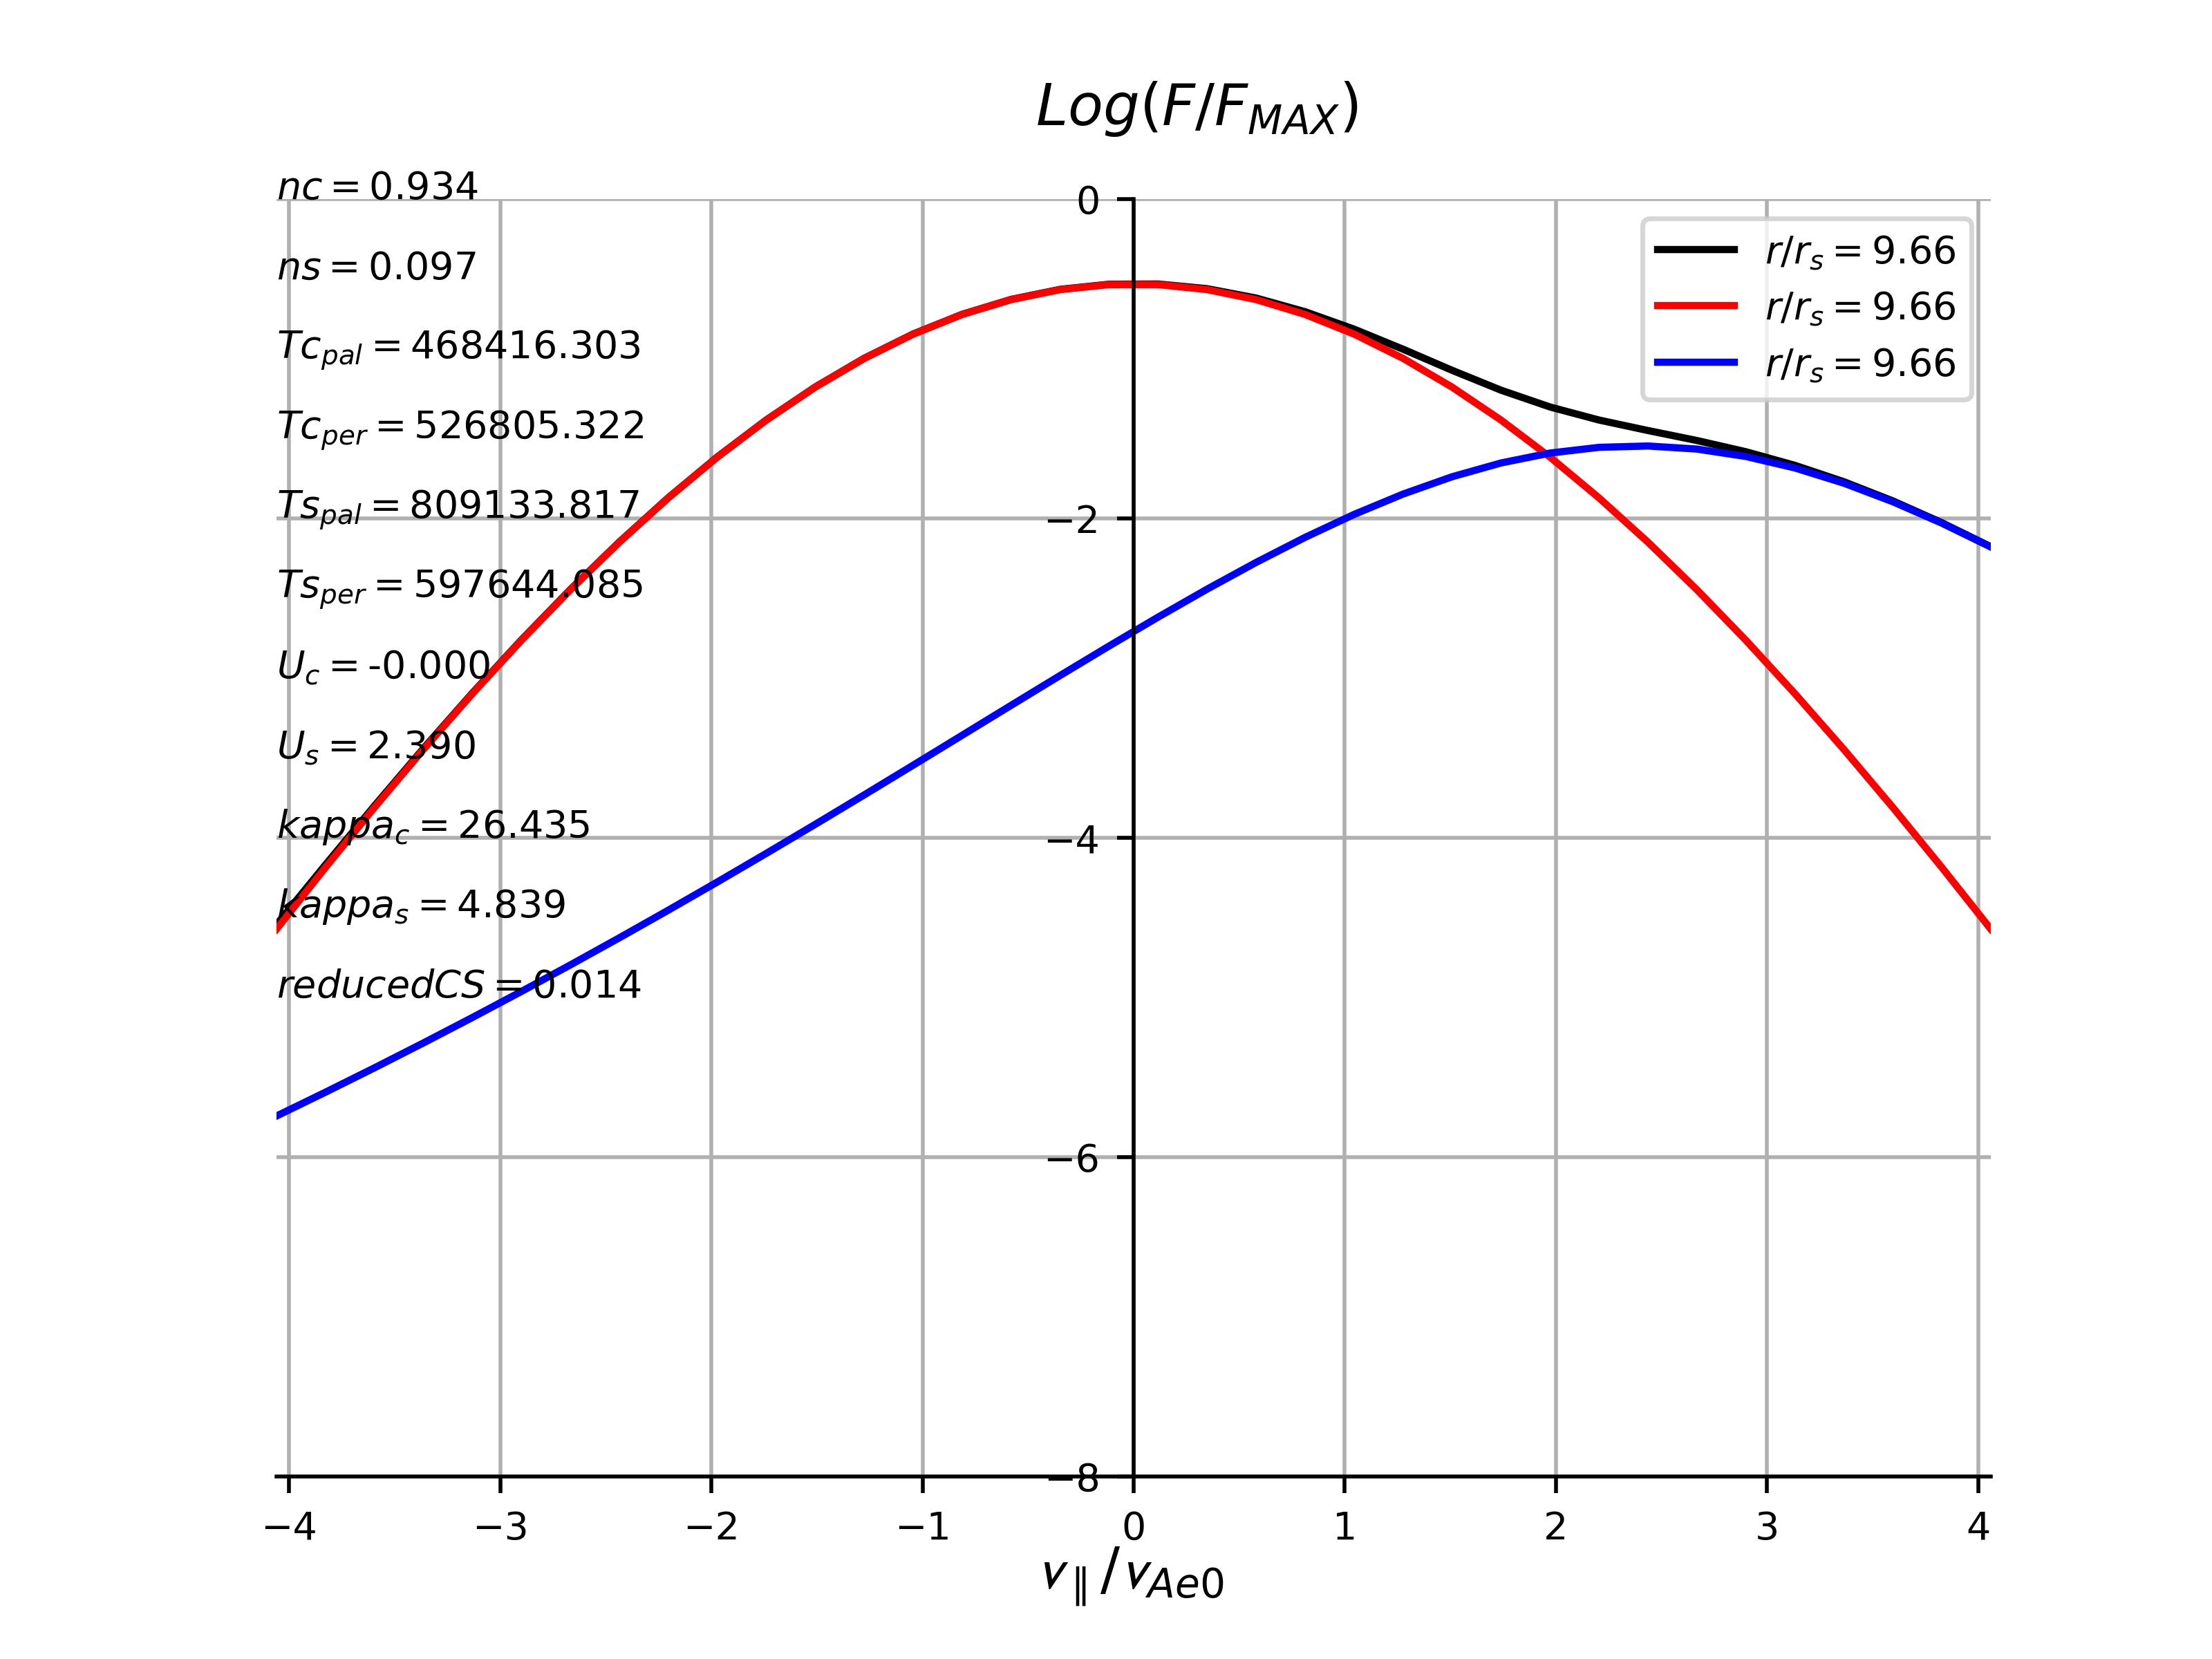 Log(F/F_MAX)
nc = 0.934
ns = 0.097
Tc_pal = 468416.303
Tc_per = 526805.322
Ts_pal = 809133.817
Ts_per = 597644.085
U_c = -0.000
U_s = 2.390
kappa_c = 26.435
kappa_s = 4.839
reducedCS = 0.014
r/r_s = 9.66
r/r_s = 9.66
r/r_s = 9.66
0
−2
−4
−6
−8
−4 −3 −2 −1 0 1 2 3 4
v_∥/v_Ae0